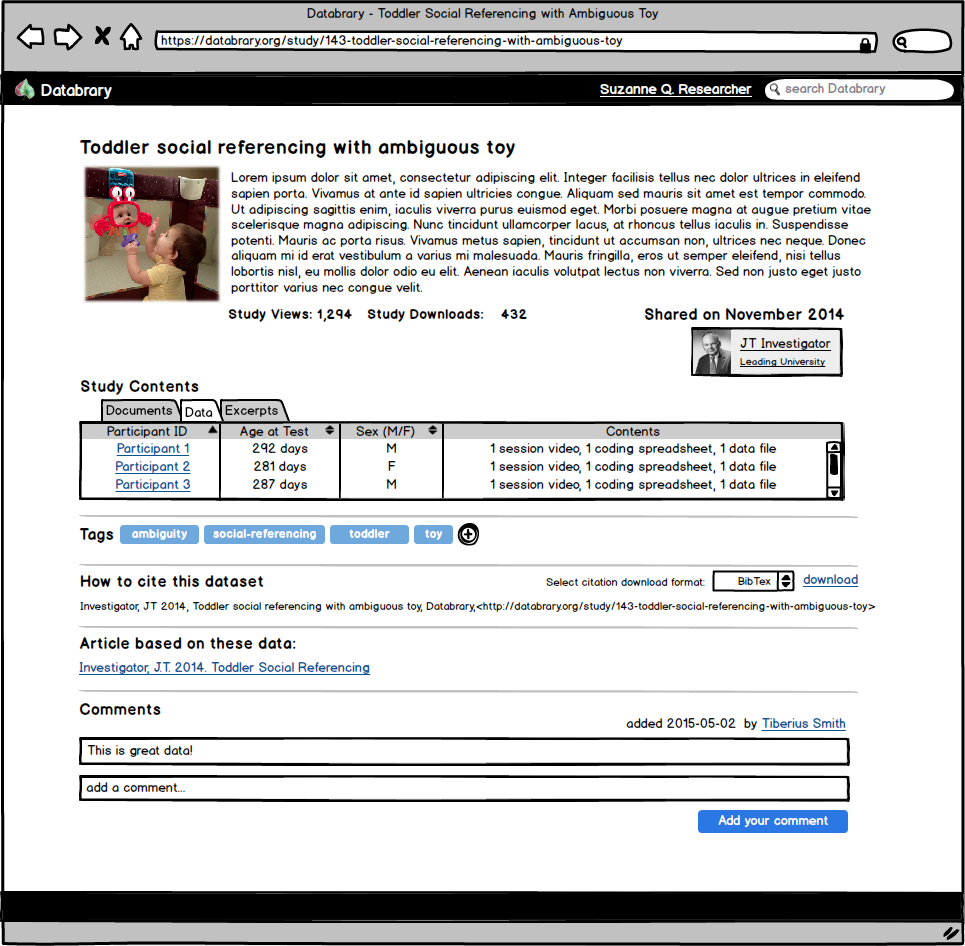 Databrary - Toddler Social Referencing with Ambiguous Toy
https://databrary.org/study/143-toddler-social-referencing-with-ambiguous-toy
Databrary
Suzanne Q. Researcher
search Databrary
Toddler social referencing with ambiguous toy
Lorem ipsum dolor sit amet, consectetur adipiscing elit. Integer facilisis tellus nec dolor ultrices in eleifend
sapien porta. Vivamus at ante id sapien ultricies congue. Aliquam sed mauris sit amet est tempor commodo.
Ut adipiscing sagittis enim, iaculis viverra purus euismod eget. Morbi posuere magna at augue pretium vitae
scelerisque magna adipiscing. Nunc tincidunt ullamcorper lacus, at rhoncus tellus iaculis in. Suspendisse
potenti. Mauris ac porta risus. Vivamus metus sapien, tincidunt ut accumsan non, ultrices nec neque. Donec
aliquam mi id erat vestibulum a varius mi malesuada. Mauris fringilla, eros ut semper eleifend, nisi tellus
lobortis nisl, eu mollis dolor odio eu elit. Aenean iaculis volutpat lectus non viverra. Sed non justo eget justo
porttitor varius nec congue velit.
Study Views: 1,294 Study Downloads: 432
Shared on November 2014
JT Investigator
Leading University
Study Contents
Documents Data Excerpts
Participant ID Age at Test Sex (M/F) Contents
Participant 1 292 days M 1 session video, 1 coding spreadsheet, 1 data file
Participant 2 281 days F 1 session video, 1 coding spreadsheet, 1 data file
Participant 3 287 days M 1 session video, 1 coding spreadsheet, 1 data file
Tags ambiguity social-referencing toddler toy
How to cite this dataset
Select citation download format: BibTex download
Investigator, JT 2014, Toddler social referencing with ambiguous toy, Databrary,<http://databrary.org/study/143-toddler-social-referencing-with-ambiguous-toy>
Article based on these data:
Investigator, J.T. 2014. Toddler Social Referencing
Comments
added 2015-05-02 by Tiberius Smith
This is great data!
add a comment...
Add your comment